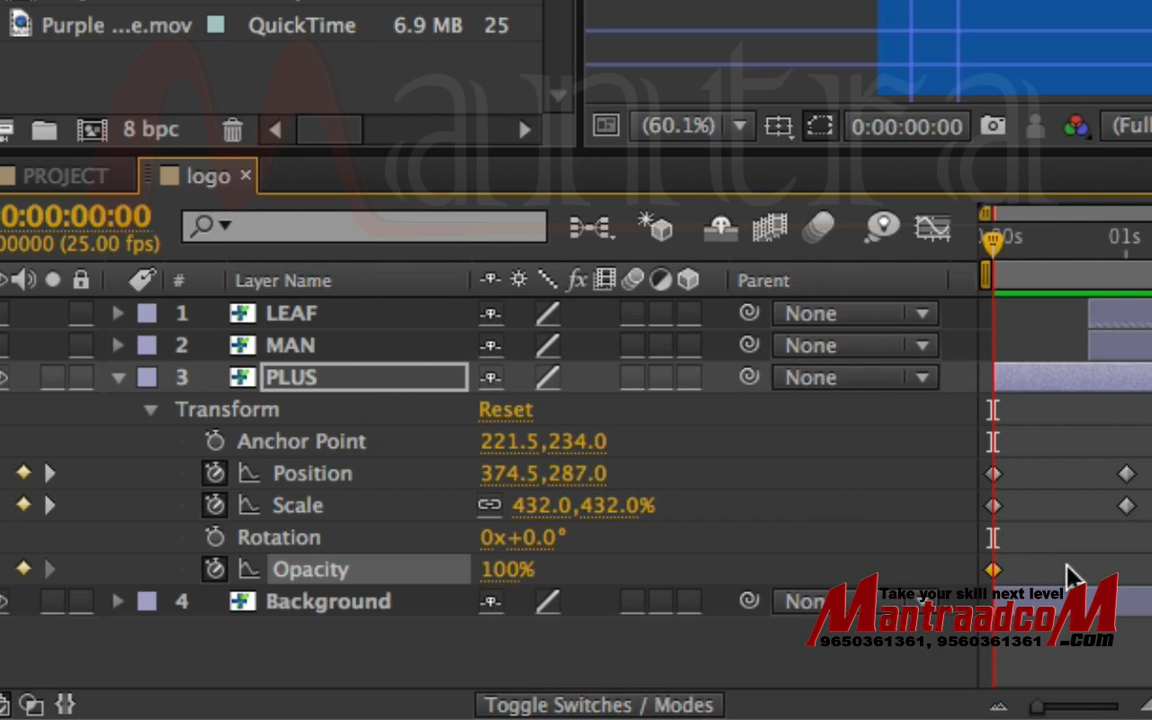 Purple ...e.mov QuickTime 6.9 MB 25
Mauntra
8 bpc (60.1%) 0:00:00:00 (Full
PROJECT logo ×
0:00:00:00
00000 (25.00 fps)
:00s 01s
# Layer Name fx Parent
1 LEAF None
2 MAN None
3 PLUS None
Transform Reset
Anchor Point 221.5,234.0
Position 374.5,287.0
Scale 432.0,432.0%
Rotation 0x+0.0°
Opacity 100%
4 Background Non
Take your skill next level
MantraadcoM
.com
9650361361, 9560361361
Toggle Switches / Modes